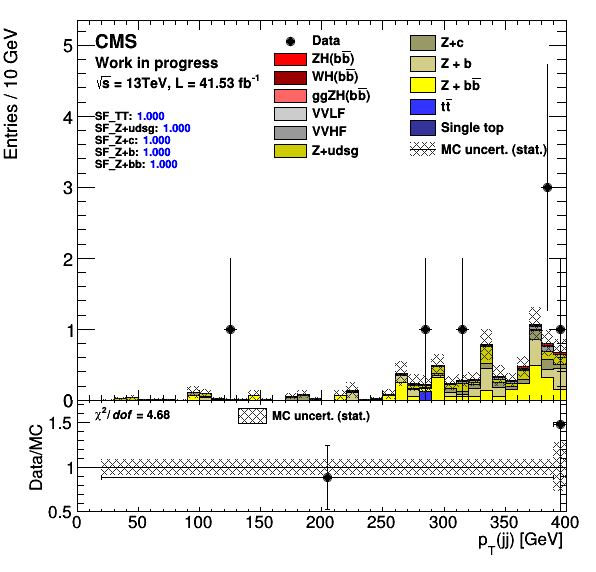 CMS
Work in progress
√s = 13TeV, L = 41.53 fb⁻¹
SF_TT: 1.000
SF_Z+udsg: 1.000
SF_Z+c: 1.000
SF_Z+b: 1.000
SF_Z+bb: 1.000
Data
ZH(bb̅)
WH(bb̅)
ggZH(bb̅)
VVLF
VVHF
Z+udsg
Z+c
Z + b
Z + bb̅
tt̅
Single top
MC uncert. (stat.)
Entries / 10 GeV
5
4
3
2
1
0
χ²/dof = 4.68
MC uncert. (stat.)
Data/MC
1.5
1
0.5
0 50 100 150 200 250 300 350 400
p_T(jj) [GeV]